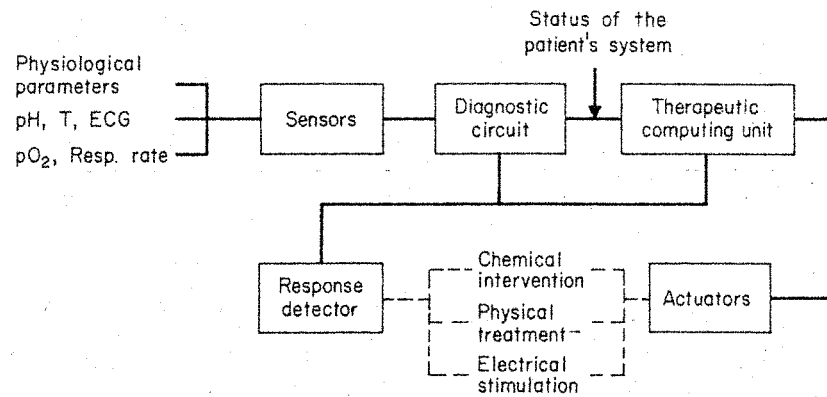 Status of the
patient's system
Physiological
parameters
pH, T, ECG
pO₂, Resp. rate
Sensors
Diagnostic
circuit
Therapeutic
computing unit
Response
detector
Chemical
intervention
Physical
treatment
Electrical
stimulation
Actuators